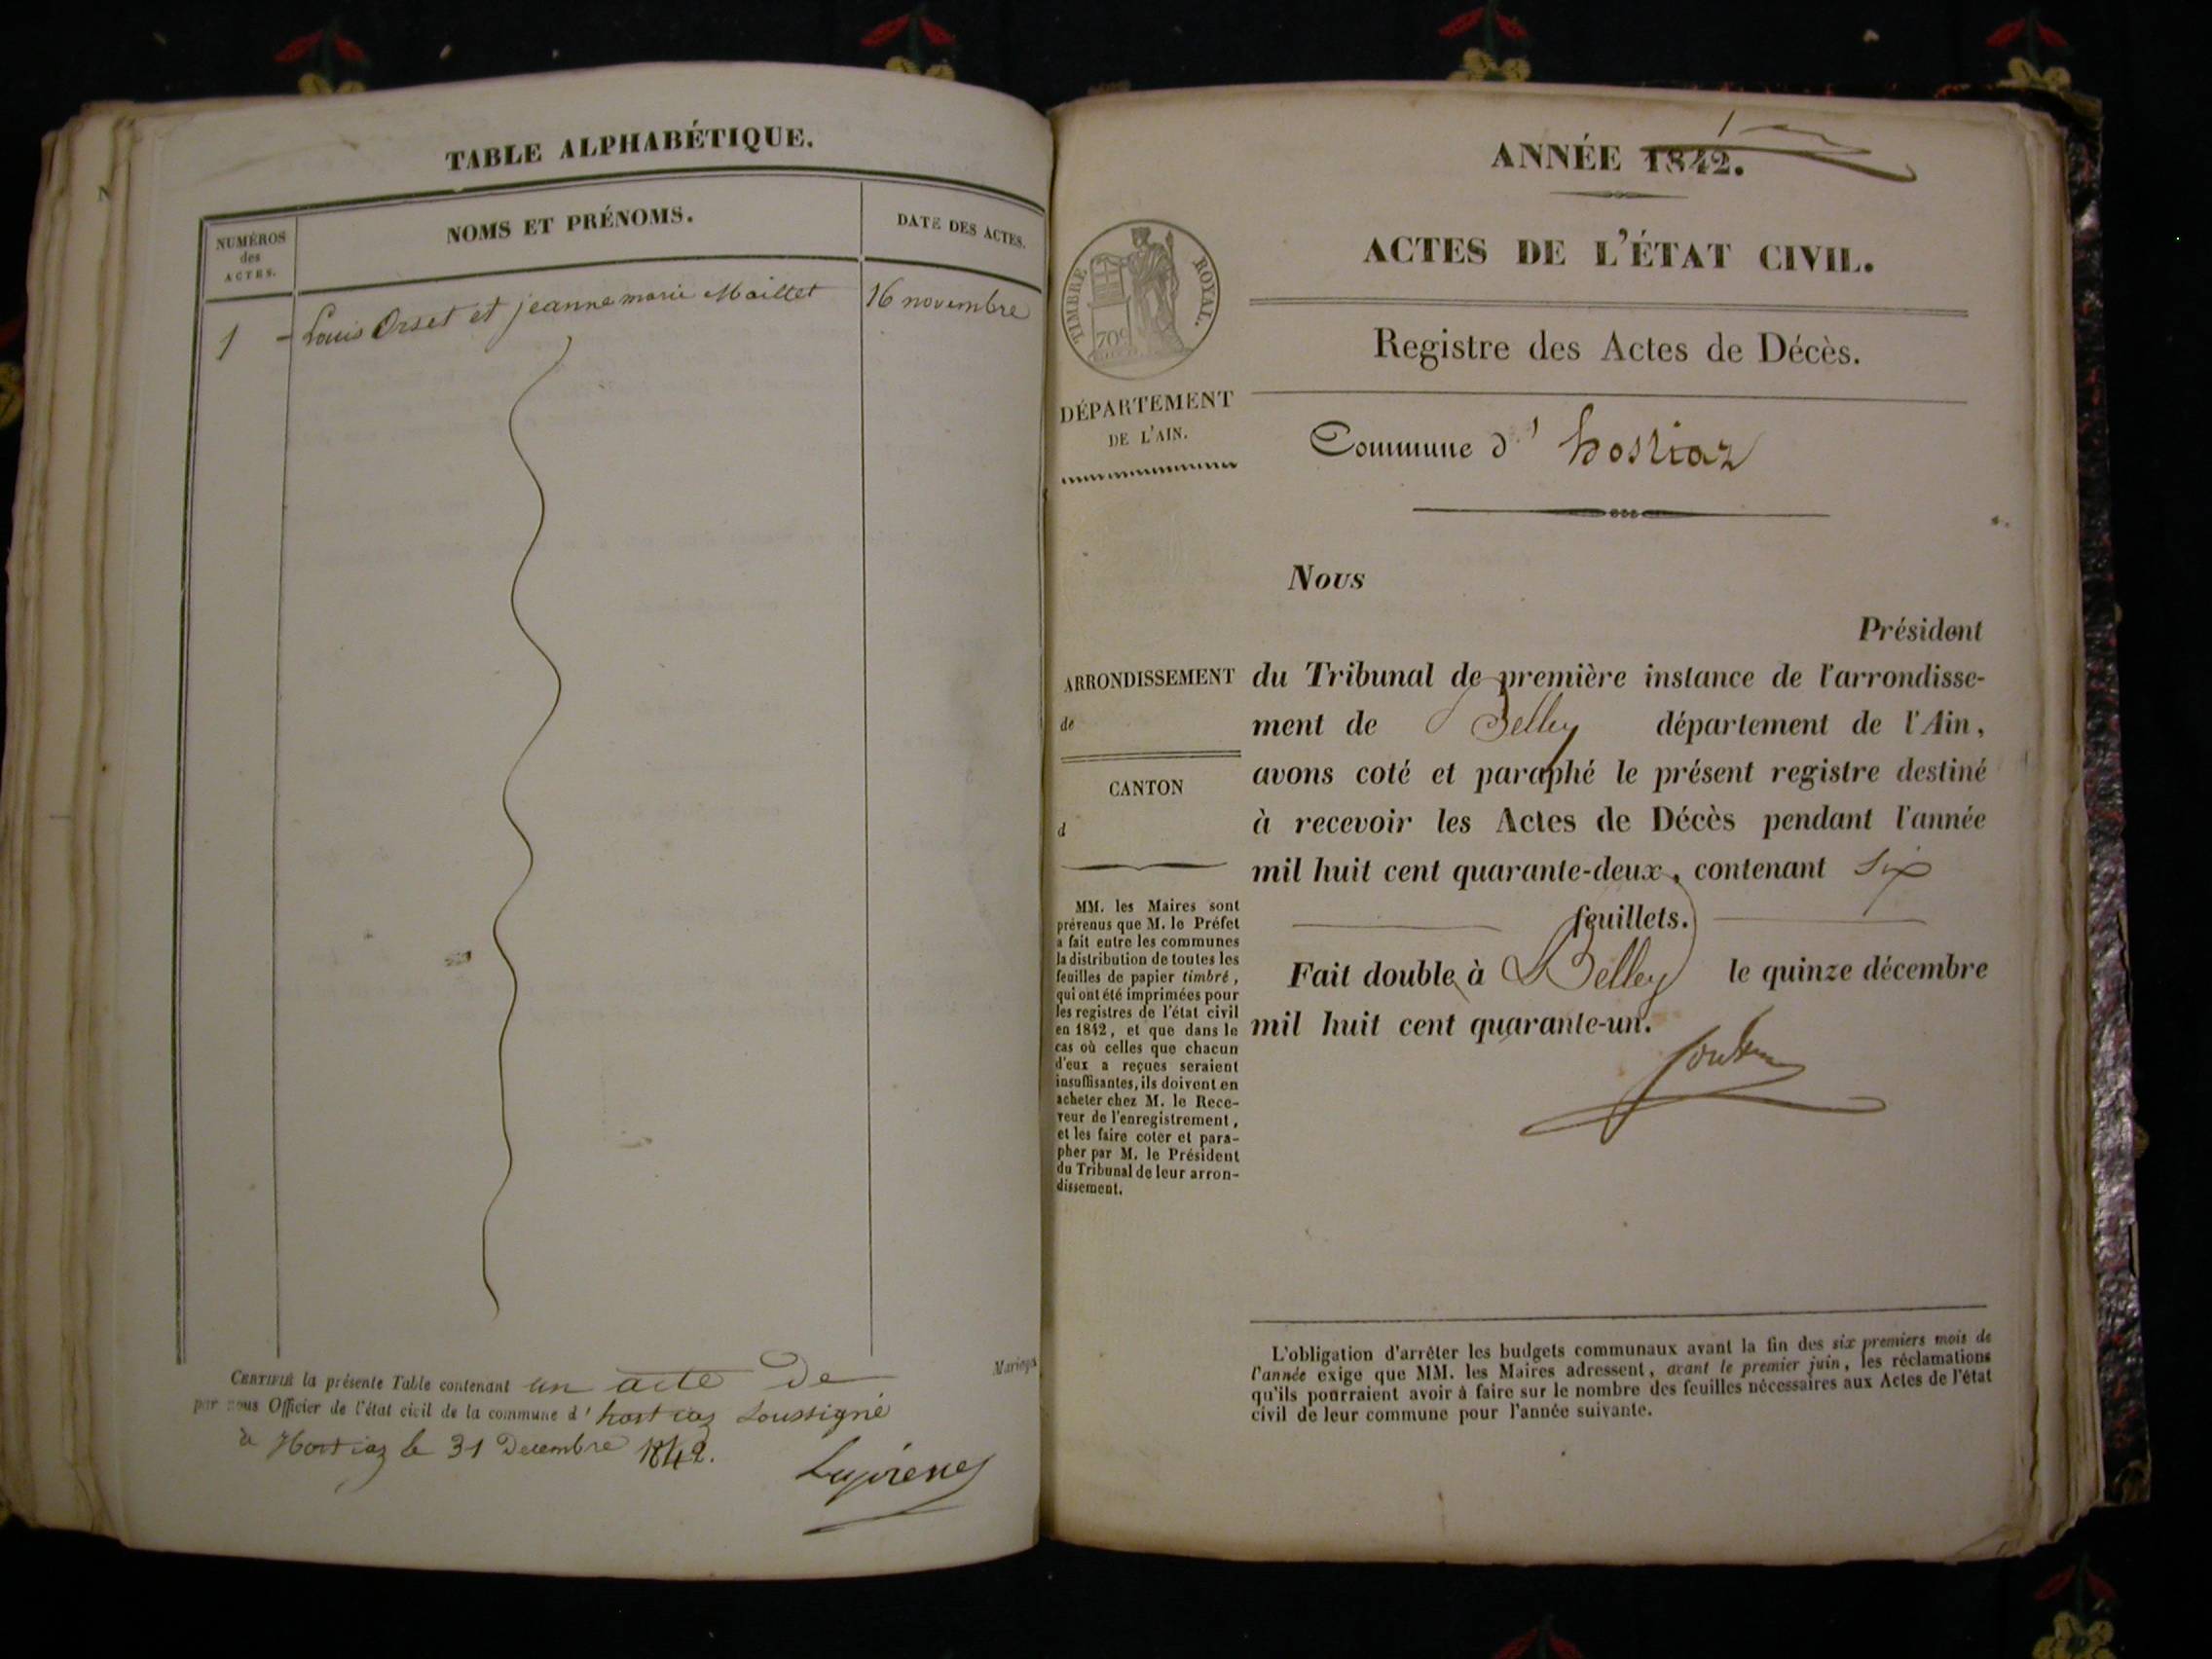 TABLE ALPHABÉTIQUE.
NUMÉROS
des
ACTES.
NOMS ET PRÉNOMS.
DATE DES ACTES.
1 - Louis Orset et jeanne marie Maillet 16 novembre
CERTIFIÉ la présente Table contenant un acte De Mariage
par nous Officier de l'état civil de la commune d'hostiaz Soussigné
à Hostiaz le 31 Decembre 1842.
1
ANNÉE 1842.
ACTES DE L'ÉTAT CIVIL.
TIMBRE ROYAL.
70c
Registre des Actes de Décès.
DÉPARTEMENT
DE L'AIN.
Commune d'hostiaz
Nous
Président
ARRONDISSEMENT
de
CANTON
d
du Tribunal de première instance de l'arrondisse-
ment de Belley département de l'Ain,
avons coté et paraphé le présent registre destiné
à recevoir les Actes de Décès pendant l'année
mil huit cent quarante-deux, contenant Six
feuillets.
Fait double à Belley le quinze décembre
mil huit cent quarante-un.
MM. les Maires sont
prévenus que M. le Préfet
a fait entre les communes
la distribution de toutes les
feuilles de papier timbré,
qui ont été imprimées pour
les registres de l'état civil
en 1842, et que dans le
cas où celles que chacun
d'eux a reçues seraient
insuffisantes, ils doivent en
acheter chez M. le Rece-
veur de l'enregistrement,
et les faire coter et para-
pher par M. le Président
du Tribunal de leur arron-
dissement.
L'obligation d'arrêter les budgets communaux avant la fin des six premiers mois de
l'année exige que MM. les Maires adressent, avant le premier juin, les réclamations
qu'ils pourraient avoir à faire sur le nombre des feuilles nécessaires aux Actes de l'état
civil de leur commune pour l'année suivante.